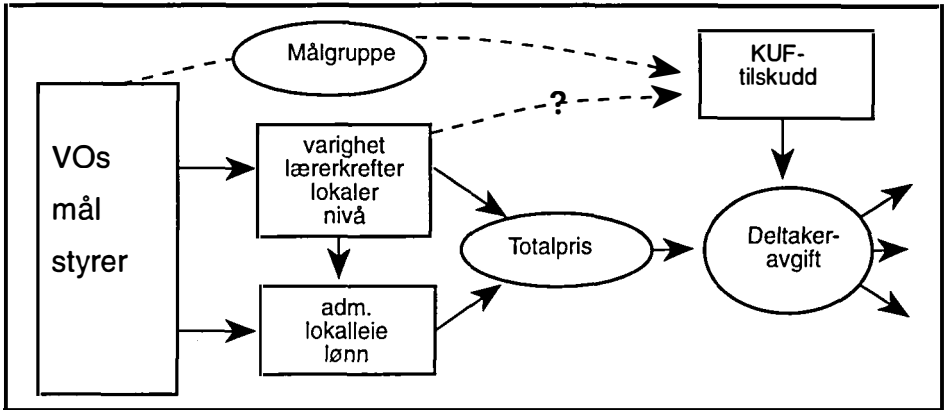 Målgruppe
KUF-
tilskudd
?
VOs
mål
styrer
varighet
lærerkrefter
lokaler
nivå
Totalpris
Deltaker-
avgift
adm.
lokalleie
lønn